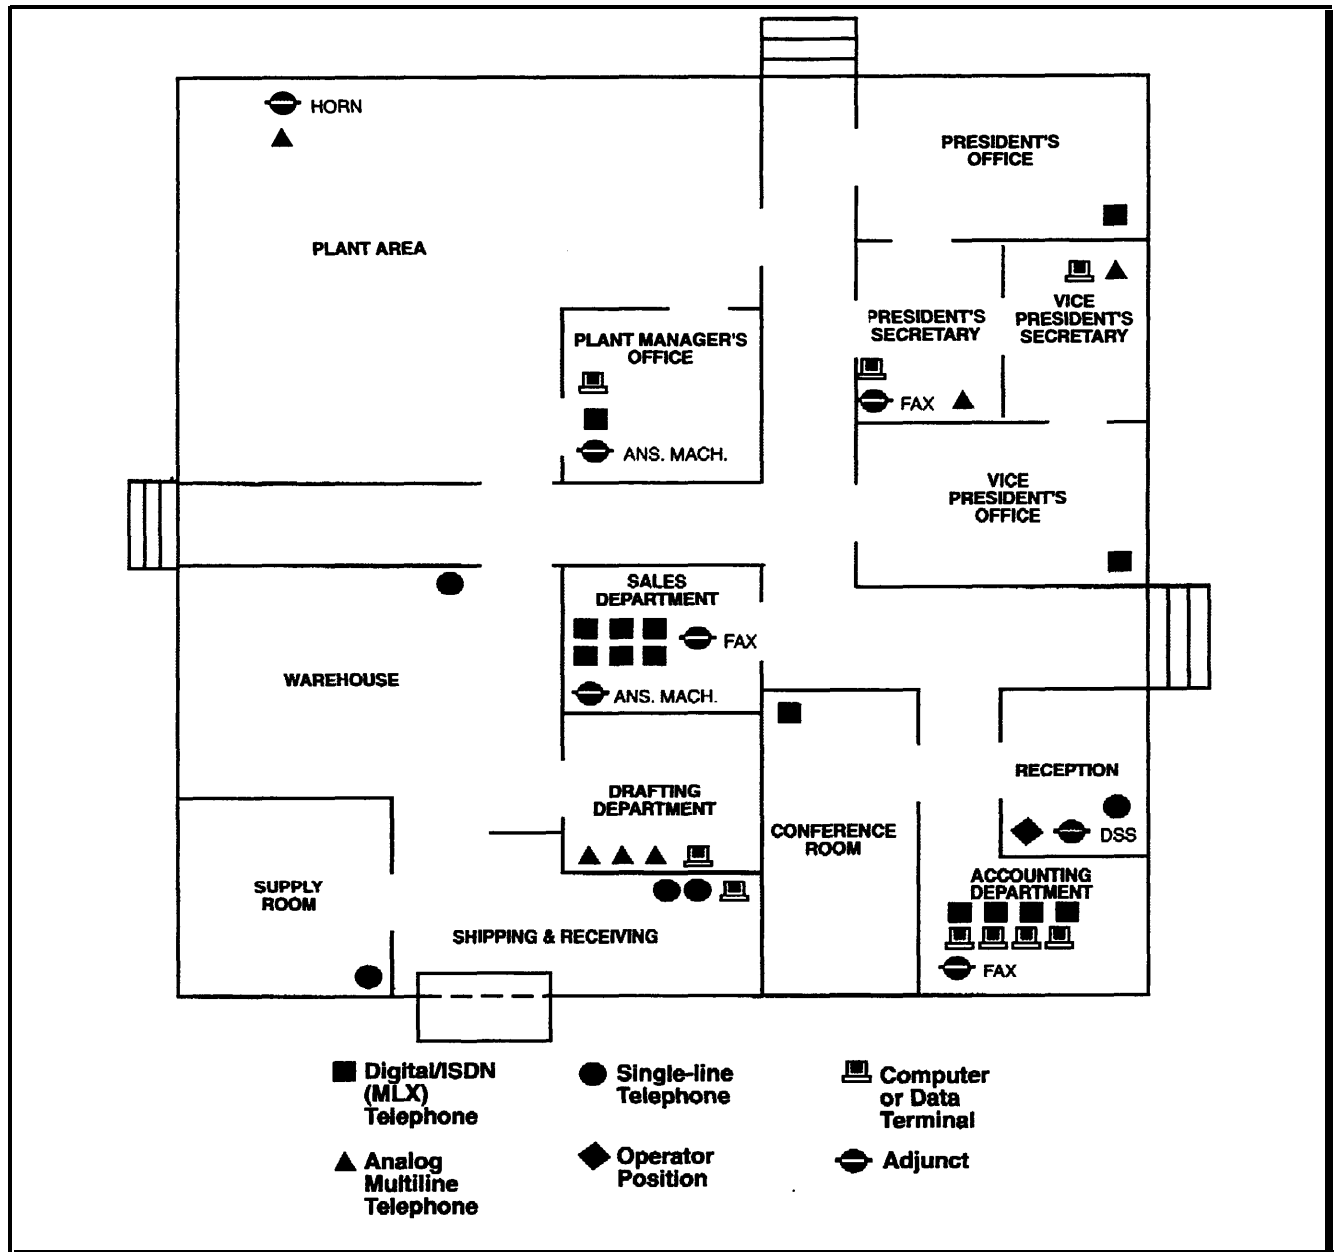 HORN
PRESIDENT'S
OFFICE
PLANT AREA
VICE
PRESIDENT'S
SECRETARY
PRESIDENT'S
SECRETARY
PLANT MANAGER'S
OFFICE
FAX
ANS. MACH.
VICE
PRESIDENT'S
OFFICE
SALES
DEPARTMENT
FAX
ANS. MACH.
WAREHOUSE
RECEPTION
DRAFTING
DEPARTMENT
CONFERENCE
ROOM
DSS
ACCOUNTING
DEPARTMENT
SUPPLY
ROOM
SHIPPING & RECEIVING
FAX
Digital/ISDN
(MLX)
Telephone
Single-line
Telephone
Computer
or Data
Terminal
Analog
Multiline
Telephone
Operator
Position
Adjunct